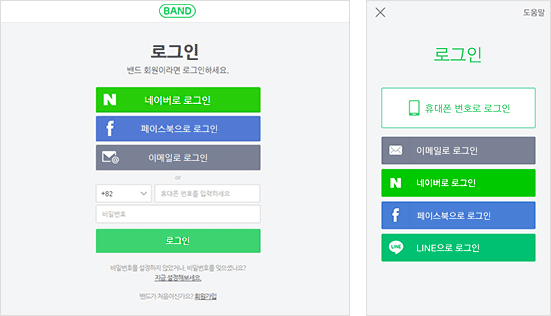 BAND
로그인
밴드 회원이라면 로그인하세요.
N 네이버로 로그인
f 페이스북으로 로그인
이메일로 로그인
or
+82
휴대폰 번호를 입력하세요
비밀번호
로그인
비밀번호를 설정하지 않았거나, 비밀번호를 잊으셨나요?
지금 설정해보세요.
밴드가 처음이신가요? 회원가입
도움말
로그인
휴대폰 번호로 로그인
이메일로 로그인
N 네이버로 로그인
f 페이스북으로 로그인
LINE LINE으로 로그인